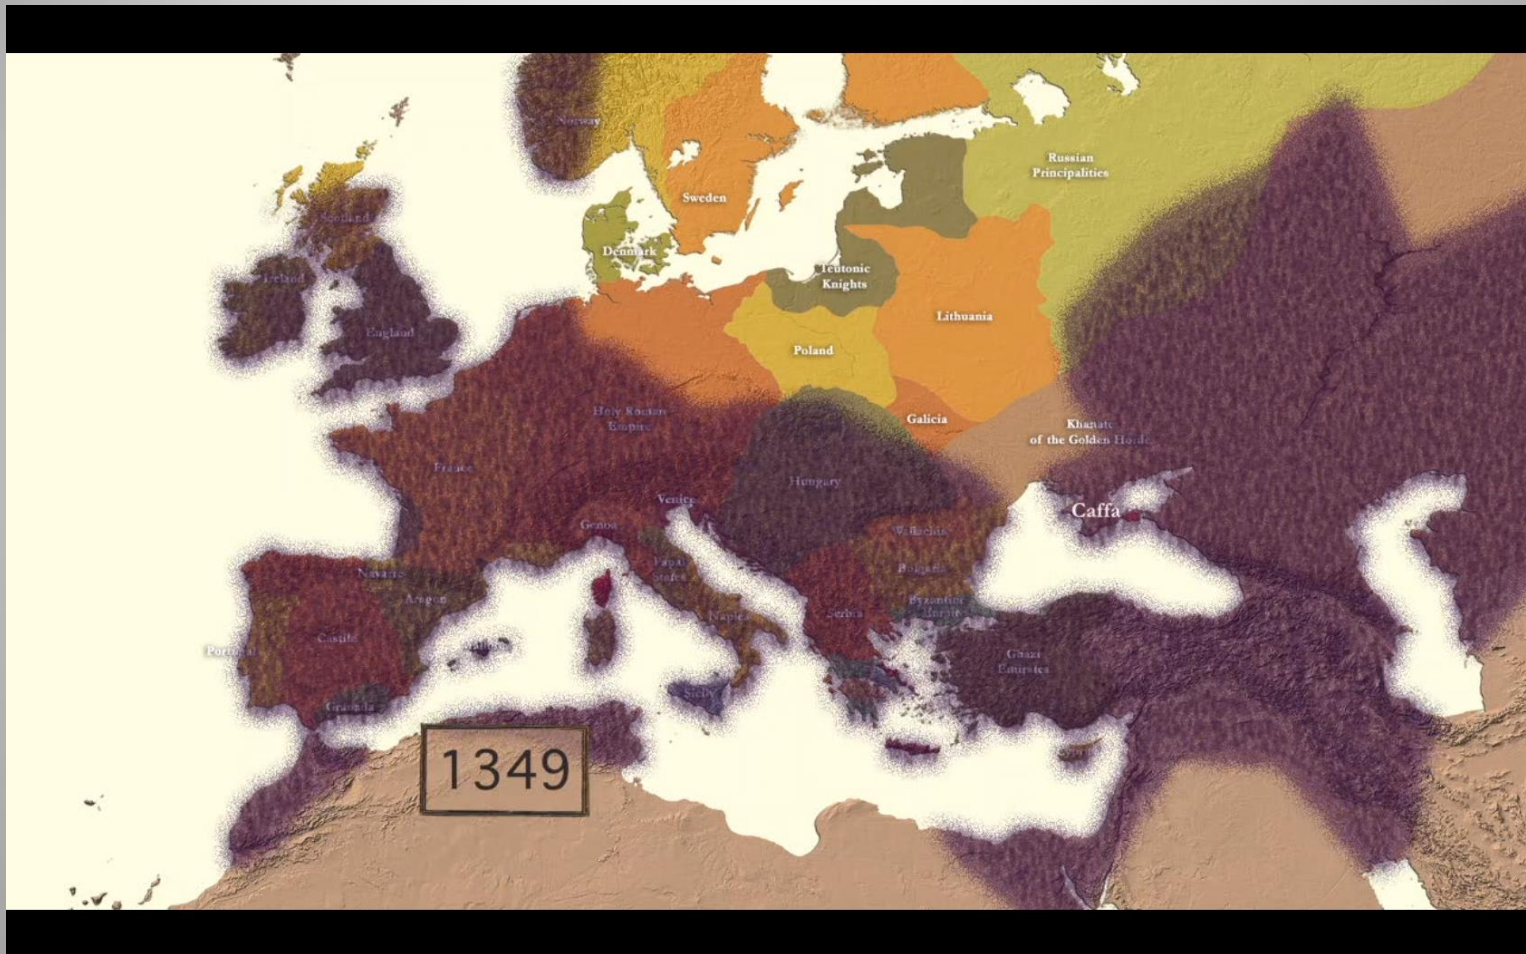 Norway
Scotland
Sweden
Russian
Principalities
Ireland
Denmark
Teutonic
Knights
England
Lithuania
Poland
Holy Roman
Empire
Galicia
Khanate
of the Golden Horde
France
Hungary
Venice
Caffa
Genoa
Wallachia
Navarre
Papal
States
Bulgaria
Aragon
Byzantine
Empire
Castile
Naples
Serbia
Portugal
Ghazi
Emirates
Sicily
Granada
1349